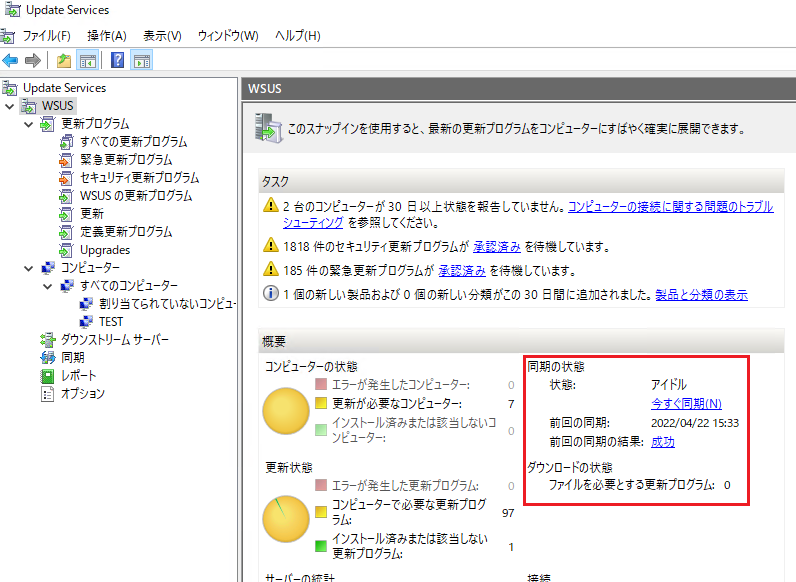 Update Services
ファイル(F) 操作(A) 表示(V) ウィンドウ(W) ヘルプ(H)
Update Services
WSUS
更新プログラム
すべての更新プログラム
緊急更新プログラム
セキュリティ更新プログラム
WSUS の更新プログラム
更新
定義更新プログラム
Upgrades
コンピューター
すべてのコンピューター
割り当てられていないコンピュ
TEST
ダウンストリーム サーバー
同期
レポート
オプション
WSUS
このスナップインを使用すると、最新の更新プログラムをコンピューターにすばやく確実に展開できます。
タスク
2 台のコンピューターが 30 日以上状態を報告していません。コンピューターの接続に関する問題のトラブル
シューティング を参照してください。
1818 件のセキュリティ更新プログラムが 承認済み を待機しています。
185 件の緊急更新プログラムが 承認済み を待機しています。
1 個の新しい製品および 0 個の新しい分類がこの 30 日間に追加されました。製品と分類の表示
概要
コンピューターの状態
エラーが発生したコンピューター: 0
更新が必要なコンピューター: 7
インストール済みまたは該当しないコ
ンピューター: 0
更新状態
エラーが発生した更新プログラム: 0
コンピューターで必要な更新プログ
ラム: 97
インストール済みまたは該当しない
更新プログラム: 1
サーバーの統計
同期の状態
状態: アイドル
今すぐ同期(N)
前回の同期: 2022/04/22 15:33
前回の同期の結果: 成功
ダウンロードの状態
ファイルを必要とする更新プログラム: 0
接続